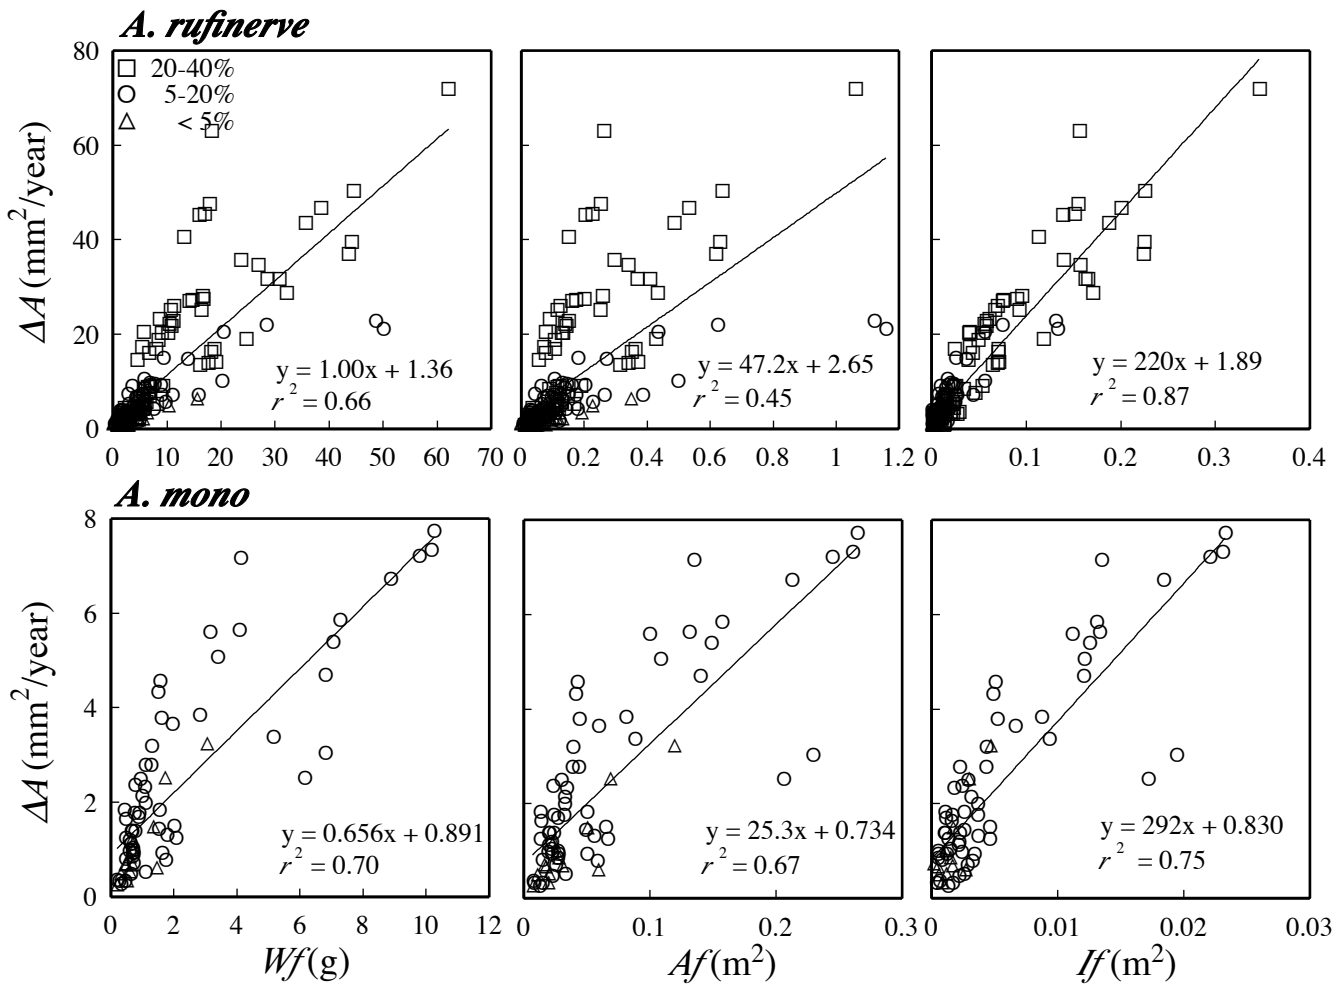 A. rufinerve
80
60
40
20
0
ΔA (mm²/year)
20-40%
5-20%
< 5%
y = 1.00x + 1.36
r² = 0.66
y = 47.2x + 2.65
r² = 0.45
y = 220x + 1.89
r² = 0.87
0 10 20 30 40 50 60 70
0 0.2 0.4 0.6 0.8 1 1.2
0 0.1 0.2 0.3 0.4
A. mono
8
6
4
2
0
ΔA (mm²/year)
y = 0.656x + 0.891
r² = 0.70
y = 25.3x + 0.734
r² = 0.67
y = 292x + 0.830
r² = 0.75
0 2 4 6 8 10 12
0 0.1 0.2 0.3
0 0.01 0.02 0.03
Wf (g)
Af (m²)
If (m²)